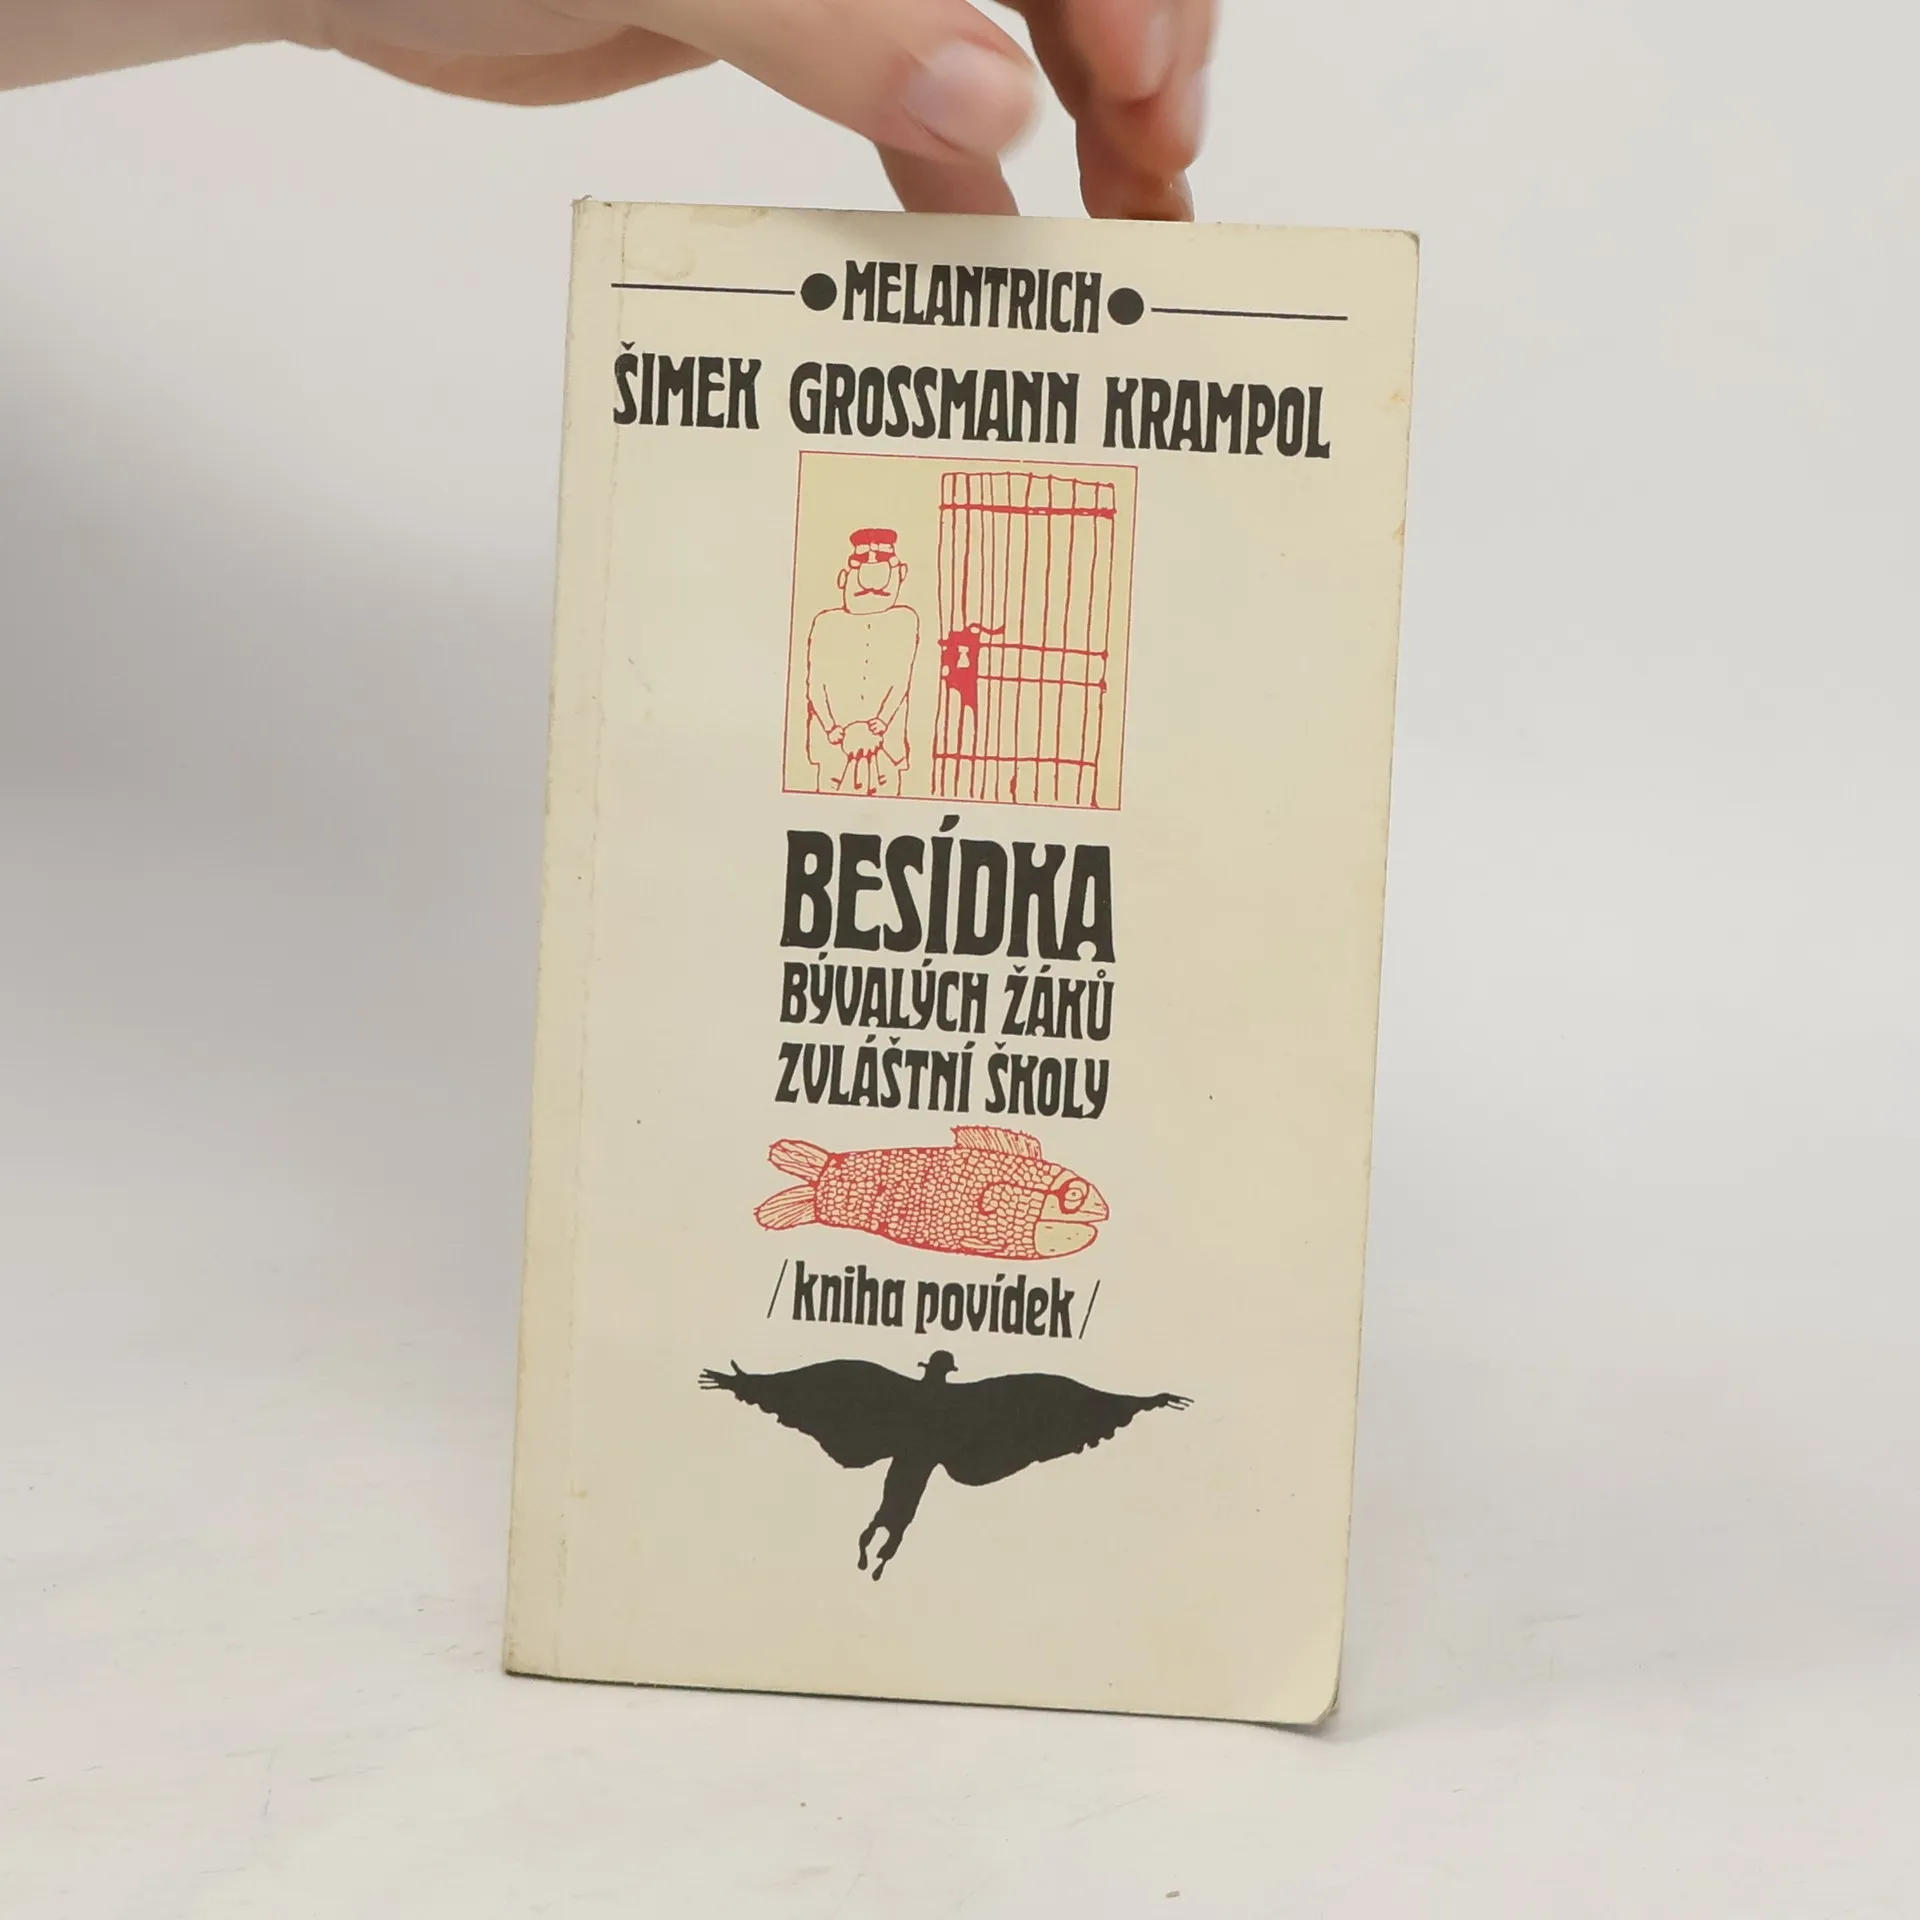 MELANTRICH
ŠIMEK GROSSMANN KRAMPOL
BESÍDKA
BÝVALÝCH ŽÁKŮ
ZVLÁŠTNÍ ŠKOLY
/kniha povídek/